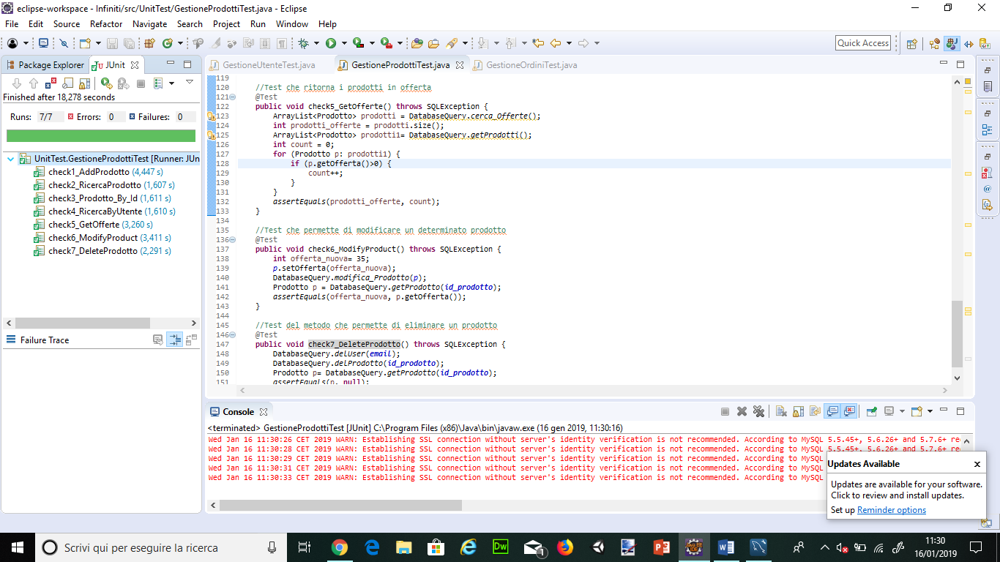 eclipse-workspace - Infiniti/src/UnitTest/GestioneProdottiTest.java - Eclipse
File Edit Source Refactor Navigate Search Project Run Window Help
Quick Access
Package Explorer JUnit
Finished after 18,278 seconds
Runs: 7/7 Errors: 0 Failures: 0
UnitTest.GestioneProdottiTest [Runner: JUn
check1_AddProdotto (4,447 s)
check2_RicercaProdotto (1,607 s)
check3_Prodotto_By_Id (1,611 s)
check4_RicercaByUtente (1,610 s)
check5_GetOfferte (3,260 s)
check6_ModifyProduct (3,411 s)
check7_DeleteProdotto (2,291 s)
Failure Trace
GestioneUtenteTest.java GestioneProdottiTest.java GestioneOrdiniTest.java
119
120 //Test che ritorna i prodotti in offerta
121 @Test
122 public void check5_GetOfferte() throws SQLException {
123 ArrayList<Prodotto> prodotti = DatabaseQuery.cerca_Offerte();
124 int prodotti_offerte = prodotti.size();
125 ArrayList<Prodotto> prodotti1= DatabaseQuery.getProdotti();
126 int count = 0;
127 for (Prodotto p: prodotti1) {
128 if (p.getOfferta()>0) {
129 count++;
130 }
131 }
132 assertEquals(prodotti_offerte, count);
133 }
134
135 //Test che permette di modificare un determinato prodotto
136 @Test
137 public void check6_ModifyProduct() throws SQLException {
138 int offerta_nuova= 35;
139 p.setOfferta(offerta_nuova);
140 DatabaseQuery.modifica_Prodotto(p);
141 Prodotto p = DatabaseQuery.getProdotto(id_prodotto);
142 assertEquals(offerta_nuova, p.getOfferta());
143 }
144
145 //Test del metodo che permette di eliminare un prodotto
146 @Test
147 public void check7_DeleteProdotto() throws SQLException {
148 DatabaseQuery.delUser(email);
149 DatabaseQuery.delProdotto(id_prodotto);
150 Prodotto p= DatabaseQuery.getProdotto(id_prodotto);
151 assertEquals(p, null);
Console
<terminated> GestioneProdottiTest [JUnit] C:\Program Files (x86)\Java\bin\javaw.exe (16 gen 2019, 11:30:16)
Wed Jan 16 11:30:26 CET 2019 WARN: Establishing SSL connection without server's identity verification is not recommended. According to MySQL 5.5.45+, 5.6.26+ and 5.7.6+ re
Wed Jan 16 11:30:28 CET 2019 WARN: Establishing SSL connection without server's identity verification is not recommended. According to MySQL 5.5.45+, 5.6.26+ and 5.7.6+ re
Wed Jan 16 11:30:29 CET 2019 WARN: Establishing SSL connection without server's identity verification is not recommended. According to MySQL
Wed Jan 16 11:30:31 CET 2019 WARN: Establishing SSL connection without server's identity verification is not recommended. According to MySQL
Wed Jan 16 11:30:33 CET 2019 WARN: Establishing SSL connection without server's identity verification is not recommended. According to MySQL
Updates Available
Updates are available for your software.
Click to review and install updates.
Set up Reminder options
Scrivi qui per eseguire la ricerca
11:30
16/01/2019